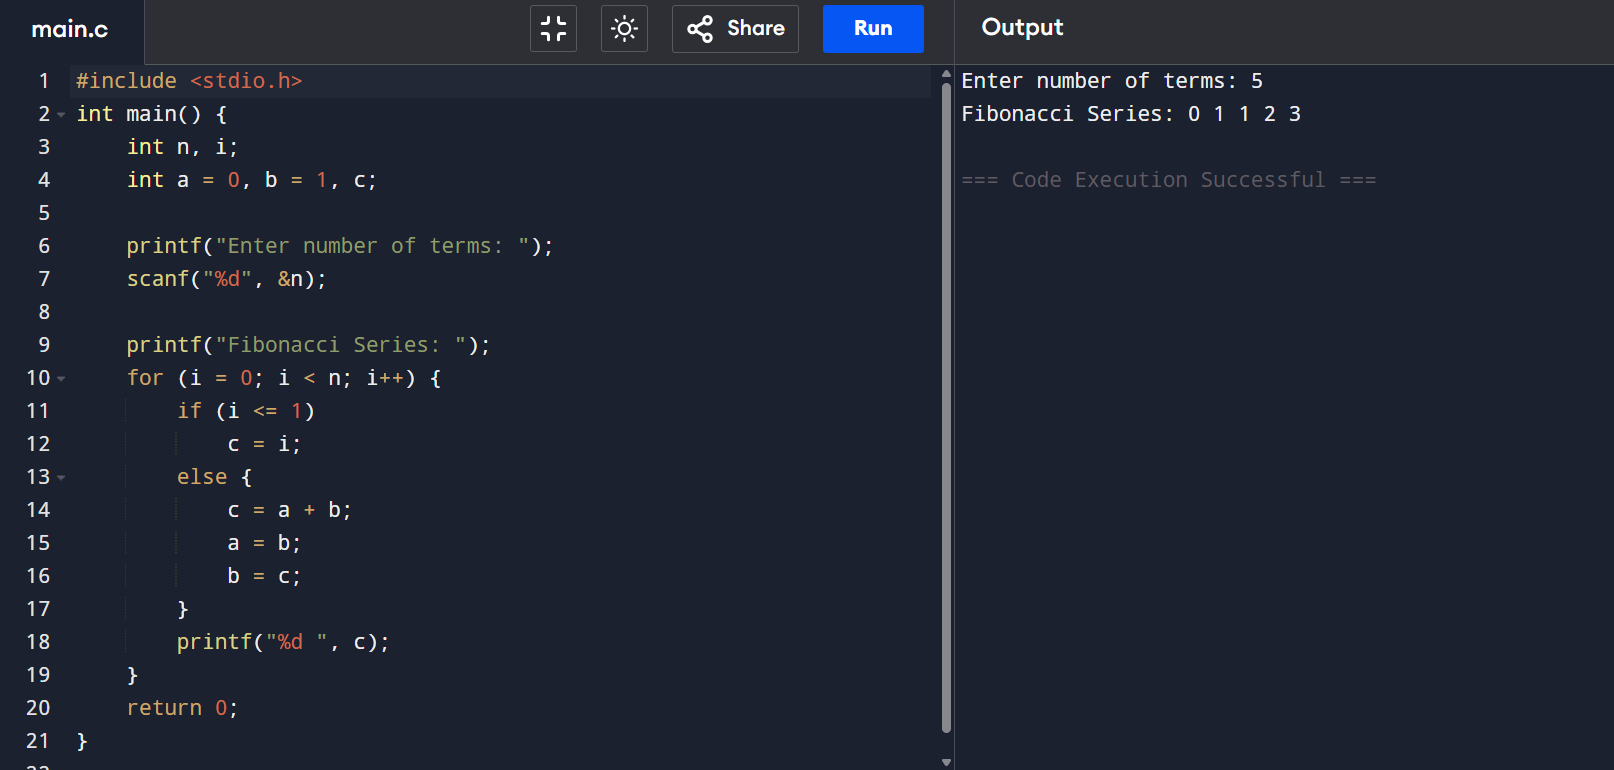 main.c
Share
Run
Output
1 #include <stdio.h>
2 int main() {
3     int n, i;
4     int a = 0, b = 1, c;
5
6     printf("Enter number of terms: ");
7     scanf("%d", &n);
8
9     printf("Fibonacci Series: ");
10     for (i = 0; i < n; i++) {
11         if (i <= 1)
12             c = i;
13         else {
14             c = a + b;
15             a = b;
16             b = c;
17         }
18         printf("%d ", c);
19     }
20     return 0;
21 }
Enter number of terms: 5
Fibonacci Series: 0 1 1 2 3
=== Code Execution Successful ===